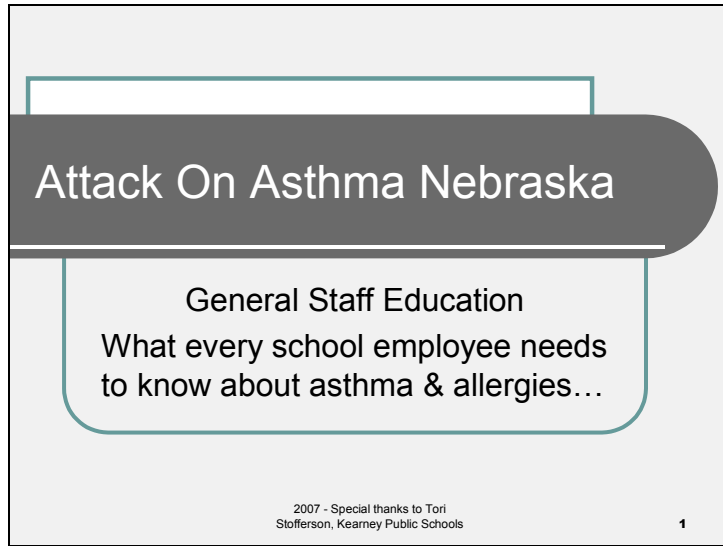 Attack On Asthma Nebraska
General Staff Education
What every school employee needs
to know about asthma & allergies…
2007 - Special thanks to Tori
Stofferson, Kearney Public Schools
1